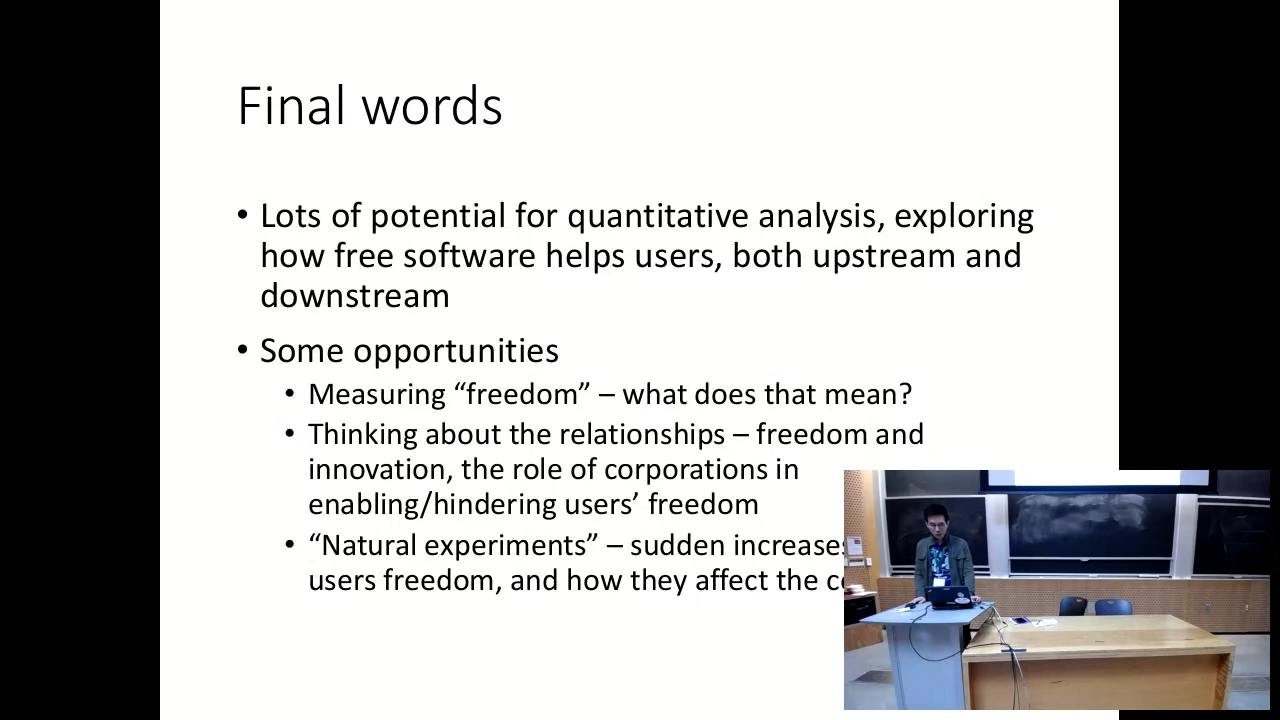 Final words
• Lots of potential for quantitative analysis, exploring
how free software helps users, both upstream and
downstream
• Some opportunities
• Measuring “freedom” – what does that mean?
• Thinking about the relationships – freedom and
innovation, the role of corporations in
enabling/hindering users’ freedom
• “Natural experiments” – sudden increase
users freedom, and how they affect the